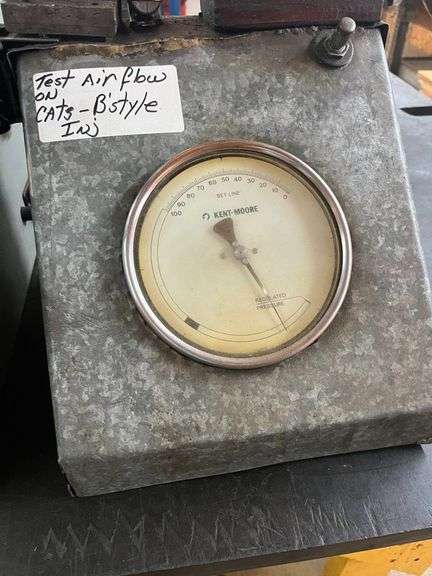 Test Air flow
ON
CATs - B'style
Inj
100 90 80 70 60 50 40 30 20 10 0
SET LINE
KENT-MOORE
REGULATED
PRESSURE